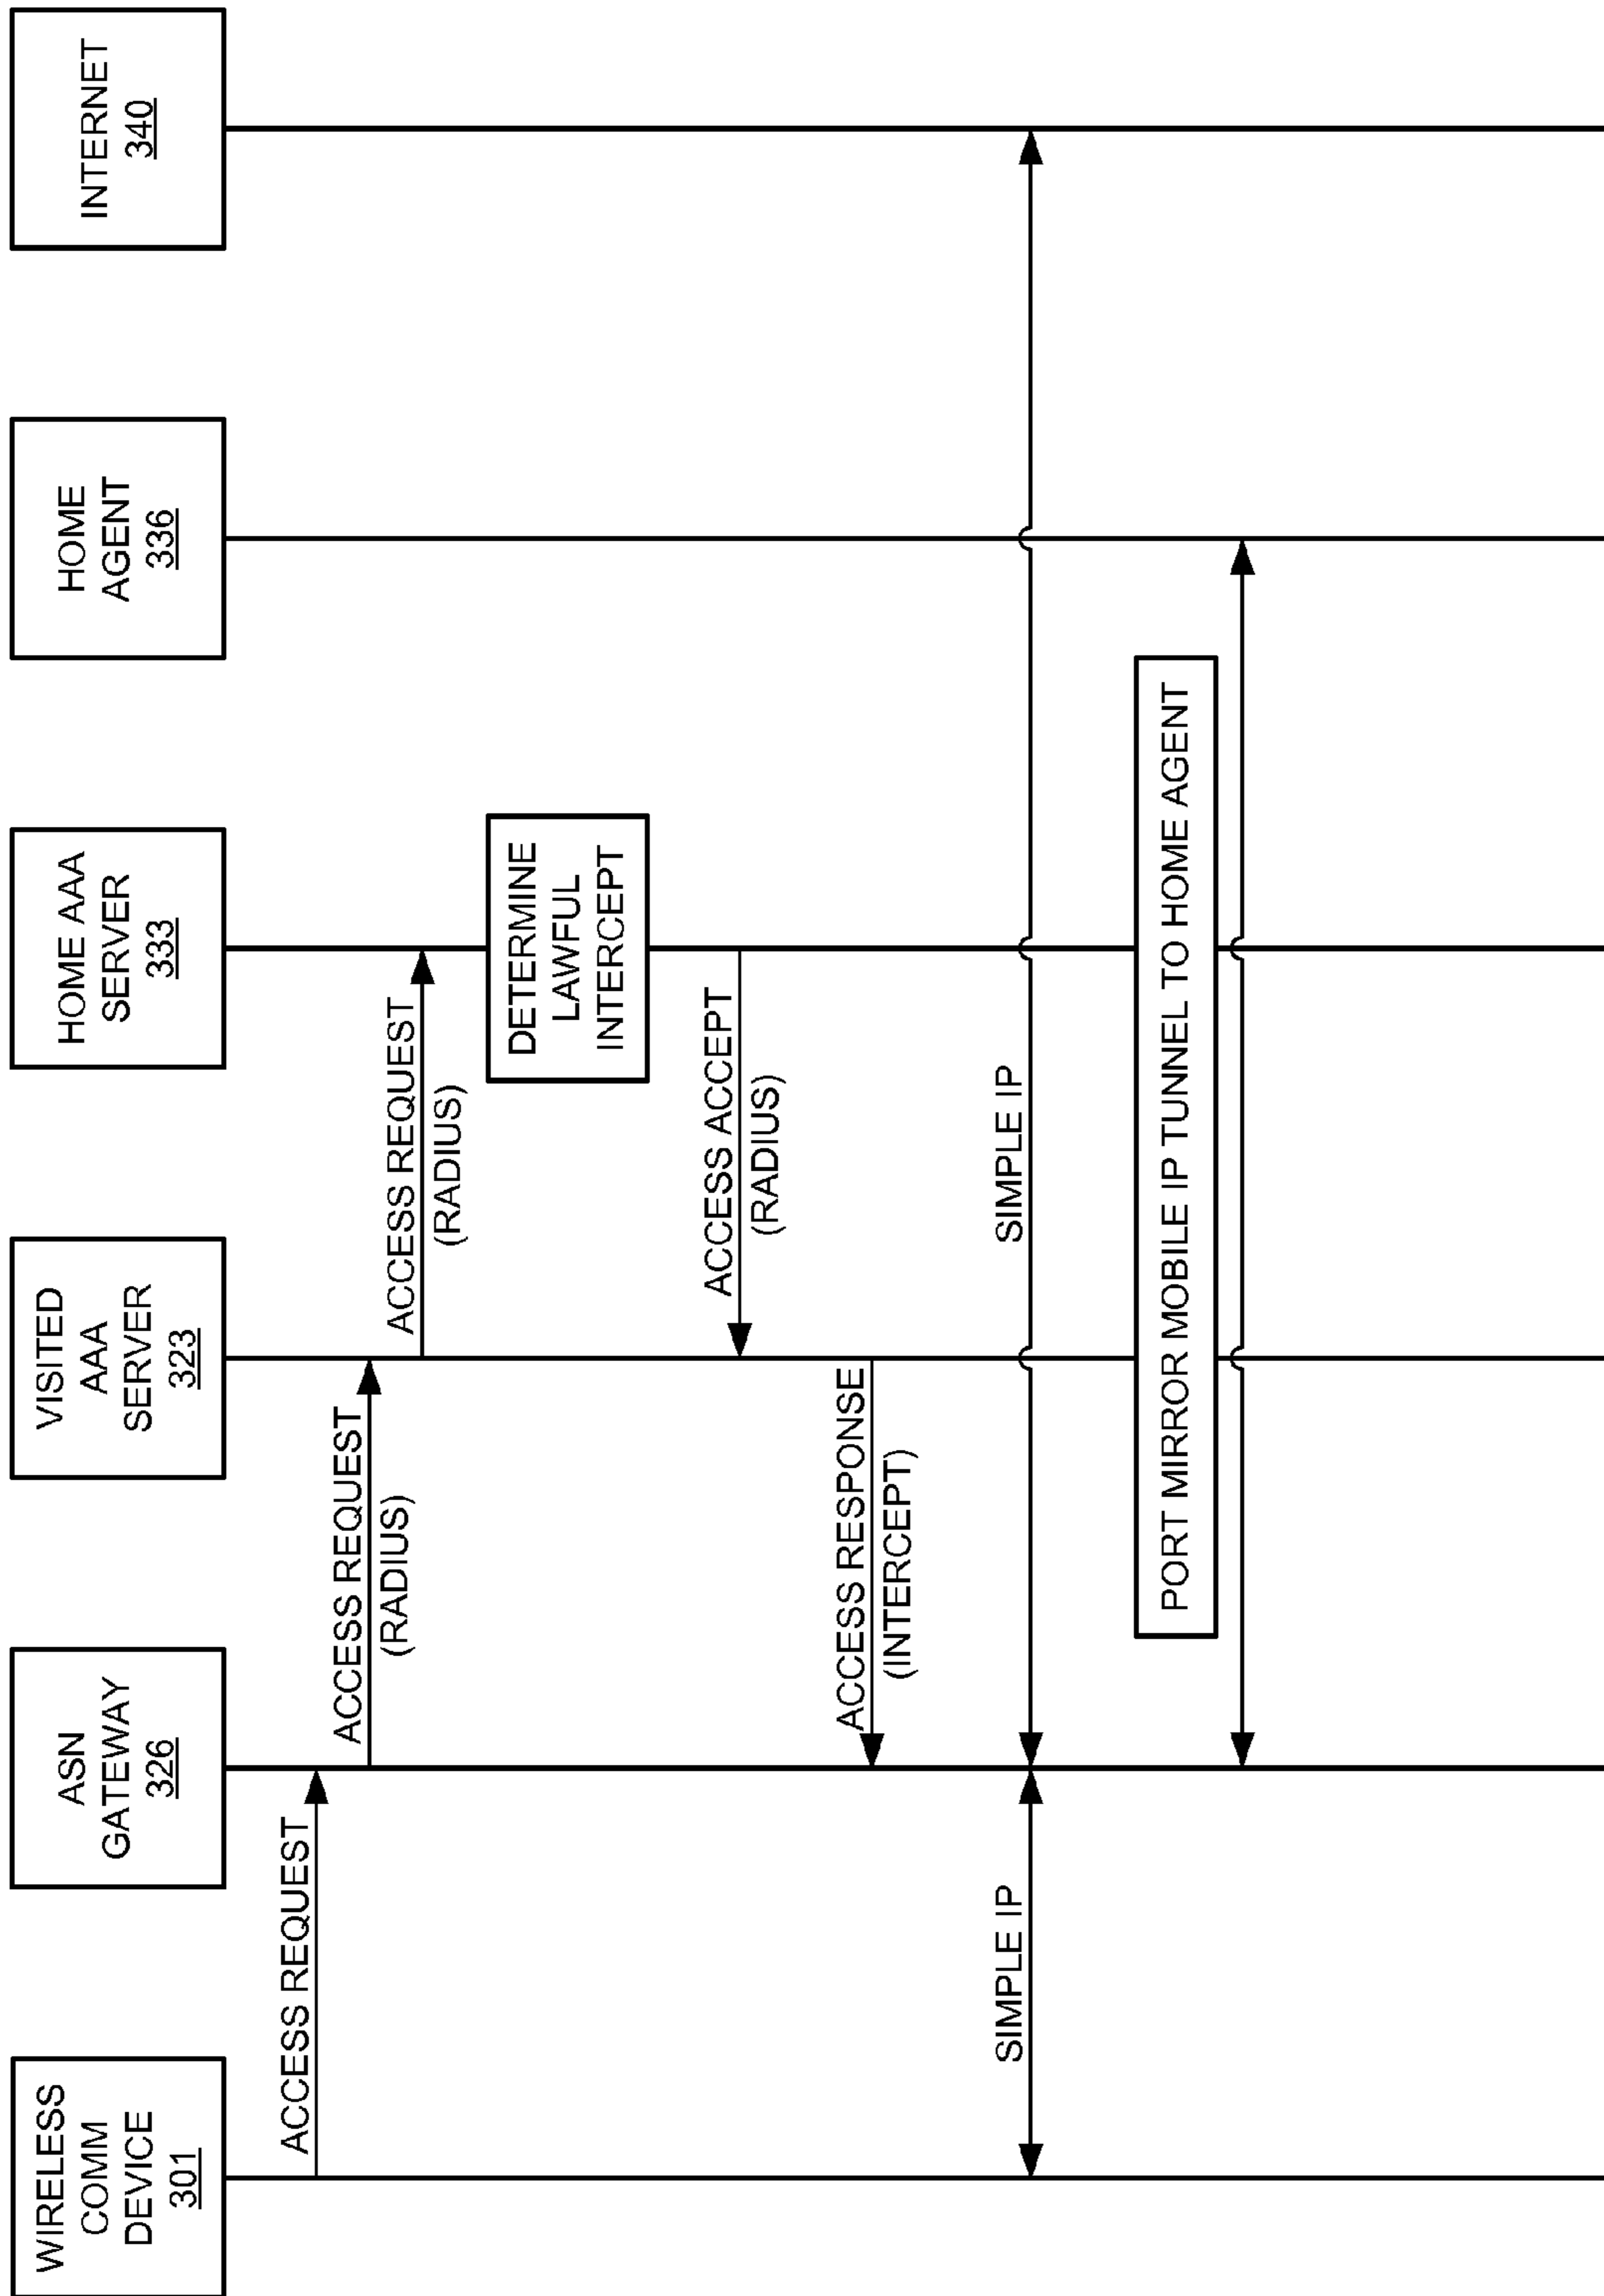 WIRELESS
COMM
DEVICE
301
ASN
GATEWAY
326
VISITED
AAA
SERVER
323
HOME AAA
SERVER
333
HOME
AGENT
336
INTERNET
340
ACCESS REQUEST
ACCESS REQUEST
(RADIUS)
ACCESS REQUEST
(RADIUS)
DETERMINE
LAWFUL
INTERCEPT
ACCESS ACCEPT
(RADIUS)
ACCESS RESPONSE
(INTERCEPT)
SIMPLE IP
SIMPLE IP
PORT MIRROR MOBILE IP TUNNEL TO HOME AGENT